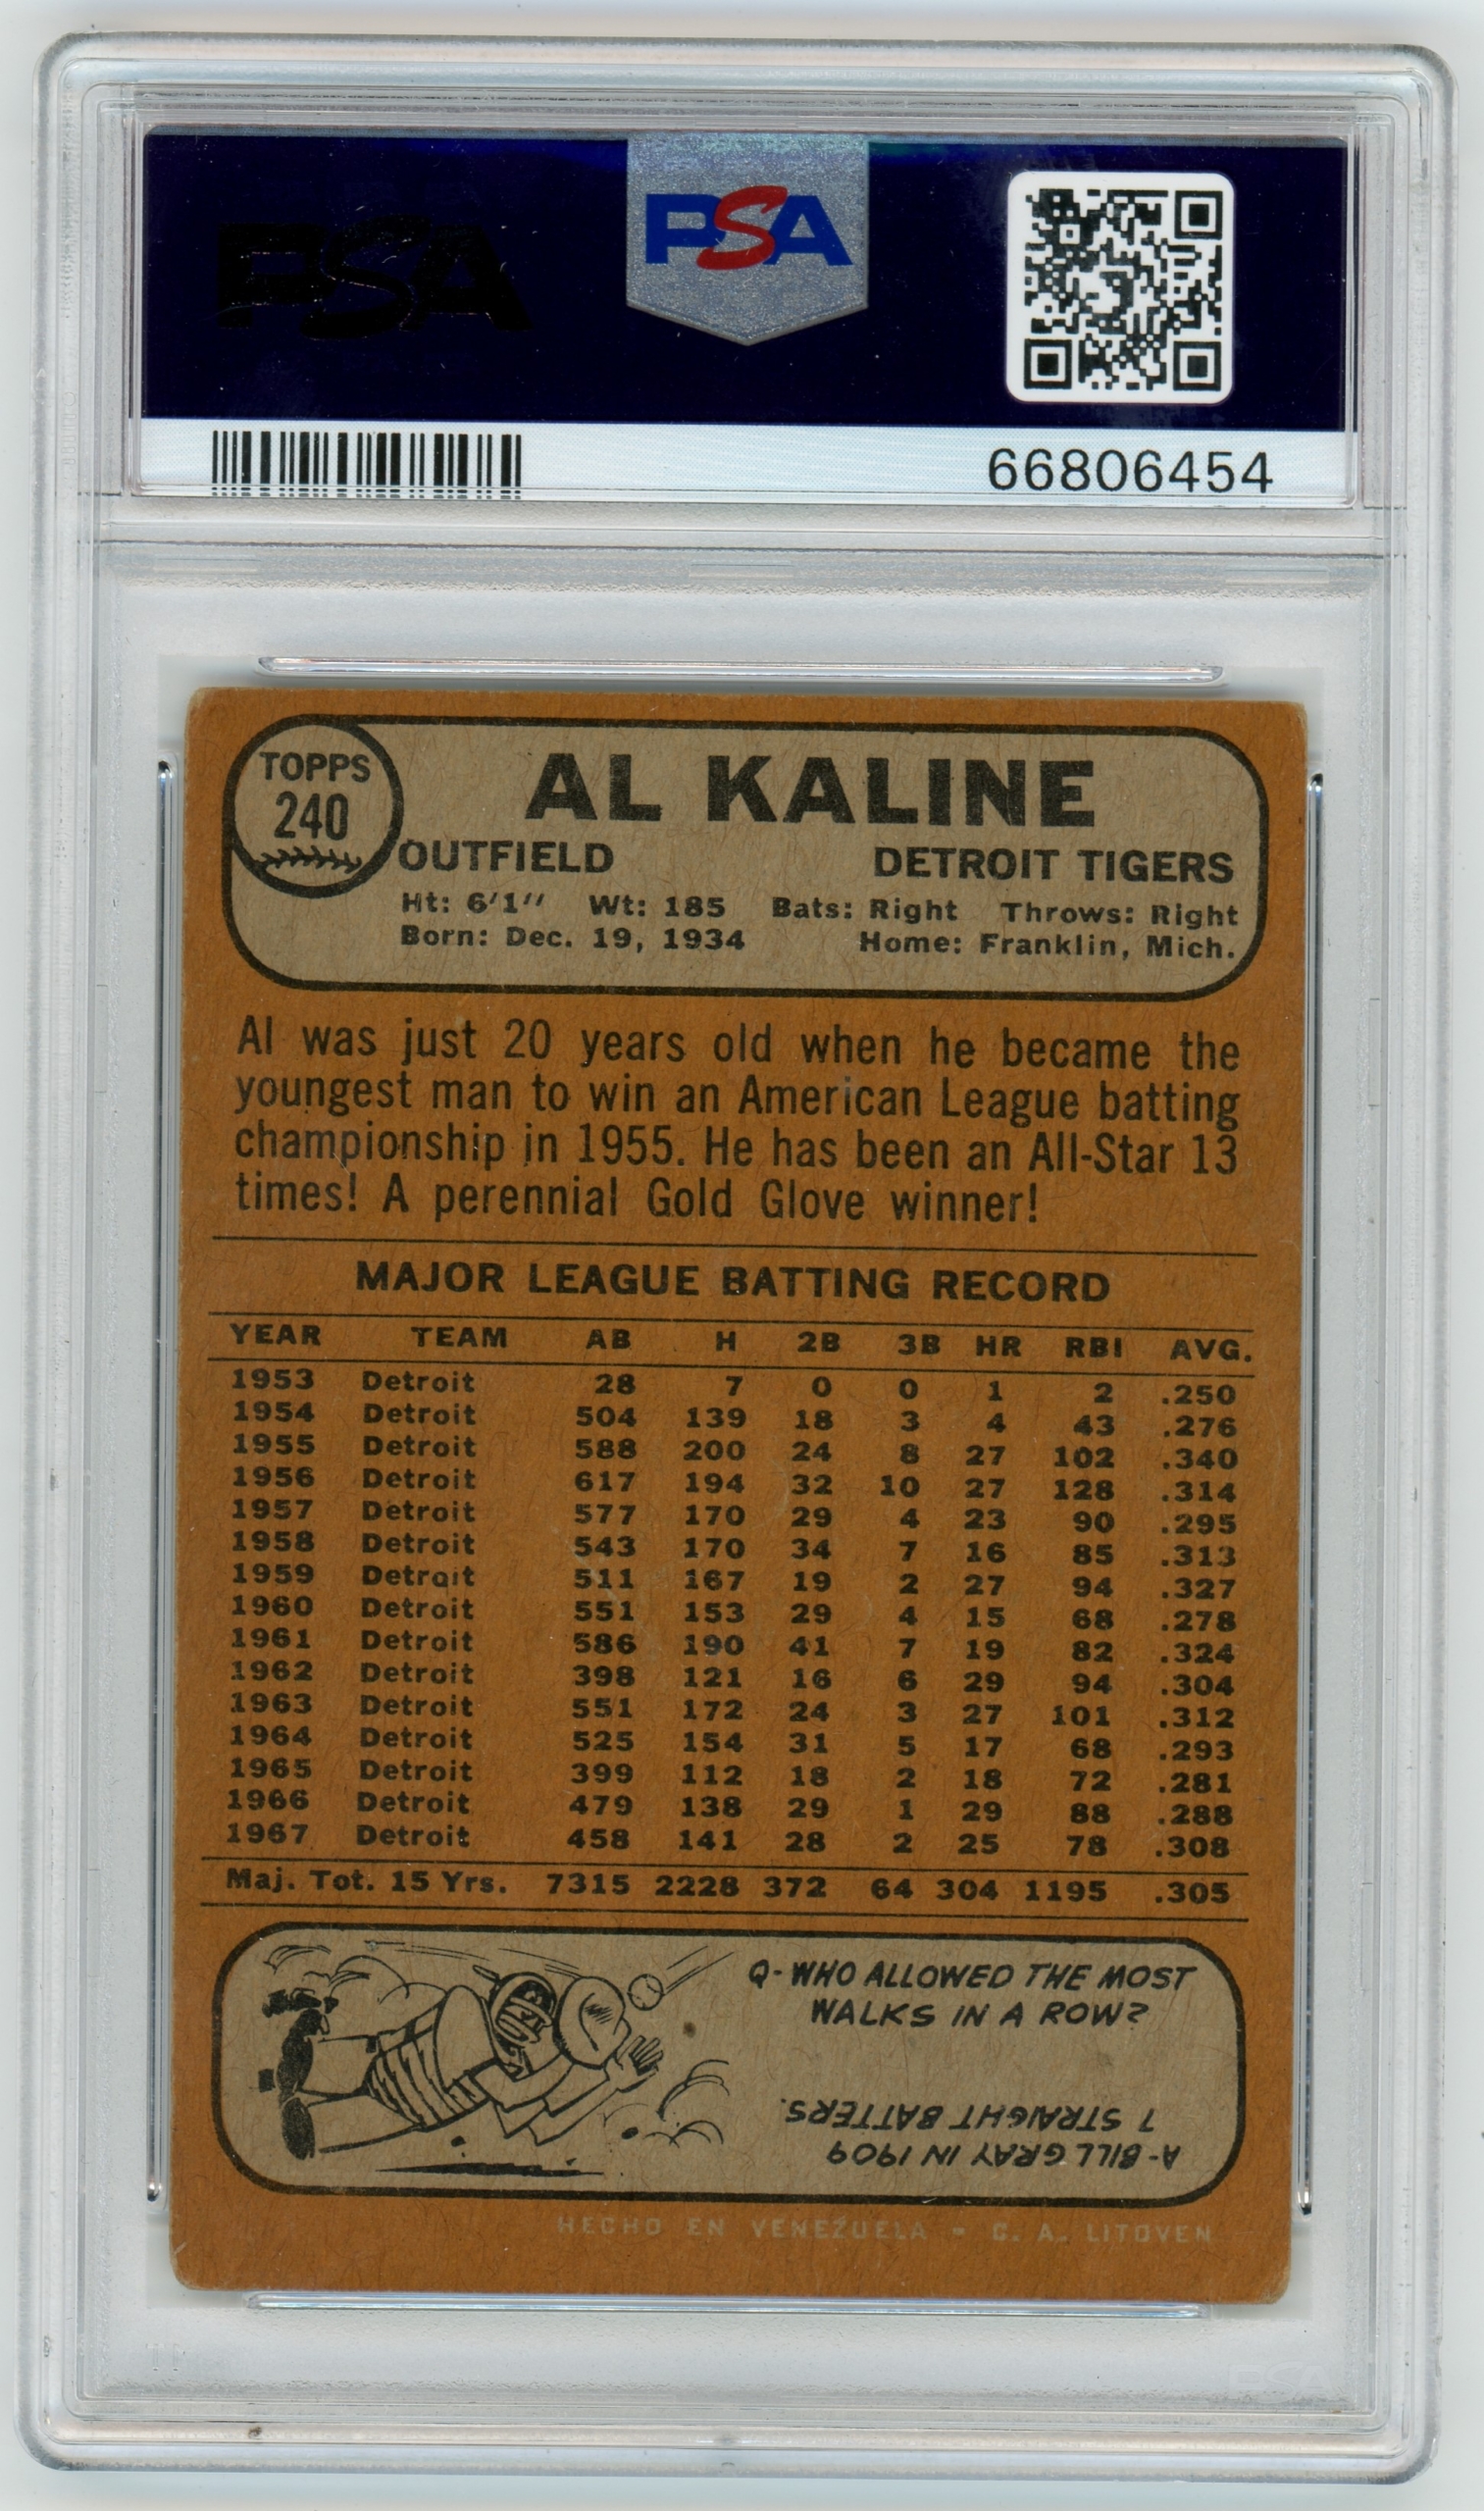 PSA
PSA
66806454
TOPPS
240
AL KALINE
OUTFIELD DETROIT TIGERS
Ht: 6'1" Wt: 185 Bats: Right Throws: Right
Born: Dec. 19, 1934 Home: Franklin, Mich.
Al was just 20 years old when he became the
youngest man to win an American League batting
championship in 1955. He has been an All-Star 13
times! A perennial Gold Glove winner!
MAJOR LEAGUE BATTING RECORD
YEAR TEAM AB H 2B 3B HR RBI AVG.
1953 Detroit 28 7 0 0 1 2 .250
1954 Detroit 504 139 18 3 4 43 .276
1955 Detroit 588 200 24 8 27 102 .340
1956 Detroit 617 194 32 10 27 128 .314
1957 Detroit 577 170 29 4 23 90 .295
1958 Detroit 543 170 34 7 16 85 .313
1959 Detroit 511 167 19 2 27 94 .327
1960 Detroit 551 153 29 4 15 68 .278
1961 Detroit 586 190 41 7 19 82 .324
1962 Detroit 398 121 16 6 29 94 .304
1963 Detroit 551 172 24 3 27 101 .312
1964 Detroit 525 154 31 5 17 68 .293
1965 Detroit 399 112 18 2 18 72 .281
1966 Detroit 479 138 29 1 29 88 .288
1967 Detroit 458 141 28 2 25 78 .308
Maj. Tot. 15 Yrs. 7315 2228 372 64 304 1195 .305
Q-WHO ALLOWED THE MOST
WALKS IN A ROW?
A-BILL GRAY IN 1909
7 STRAIGHT BATTERS.
HECHO EN VENEZUELA - C. A. LITOVEN
PSA